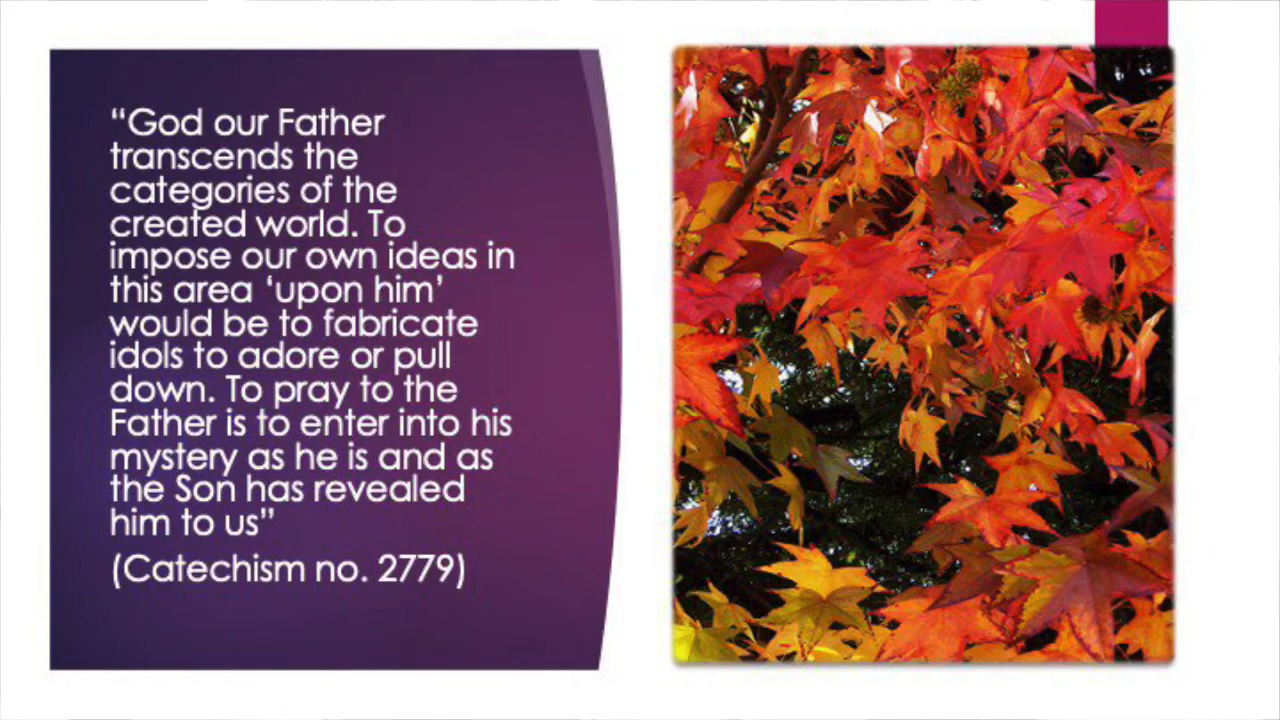 “God our Father
transcends the
categories of the
created world. To
impose our own ideas in
this area ‘upon him’
would be to fabricate
idols to adore or pull
down. To pray to the
Father is to enter into his
mystery as he is and as
the Son has revealed
him to us”
(Catechism no. 2779)